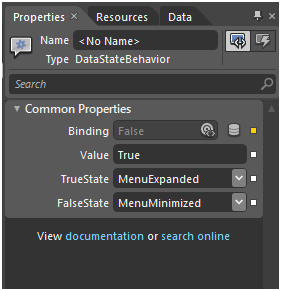 Properties × Resources Data
Name <No Name>
Type DataStateBehavior
Search
Common Properties
Binding False
Value True
TrueState MenuExpanded
FalseState MenuMinimized
View documentation or search online